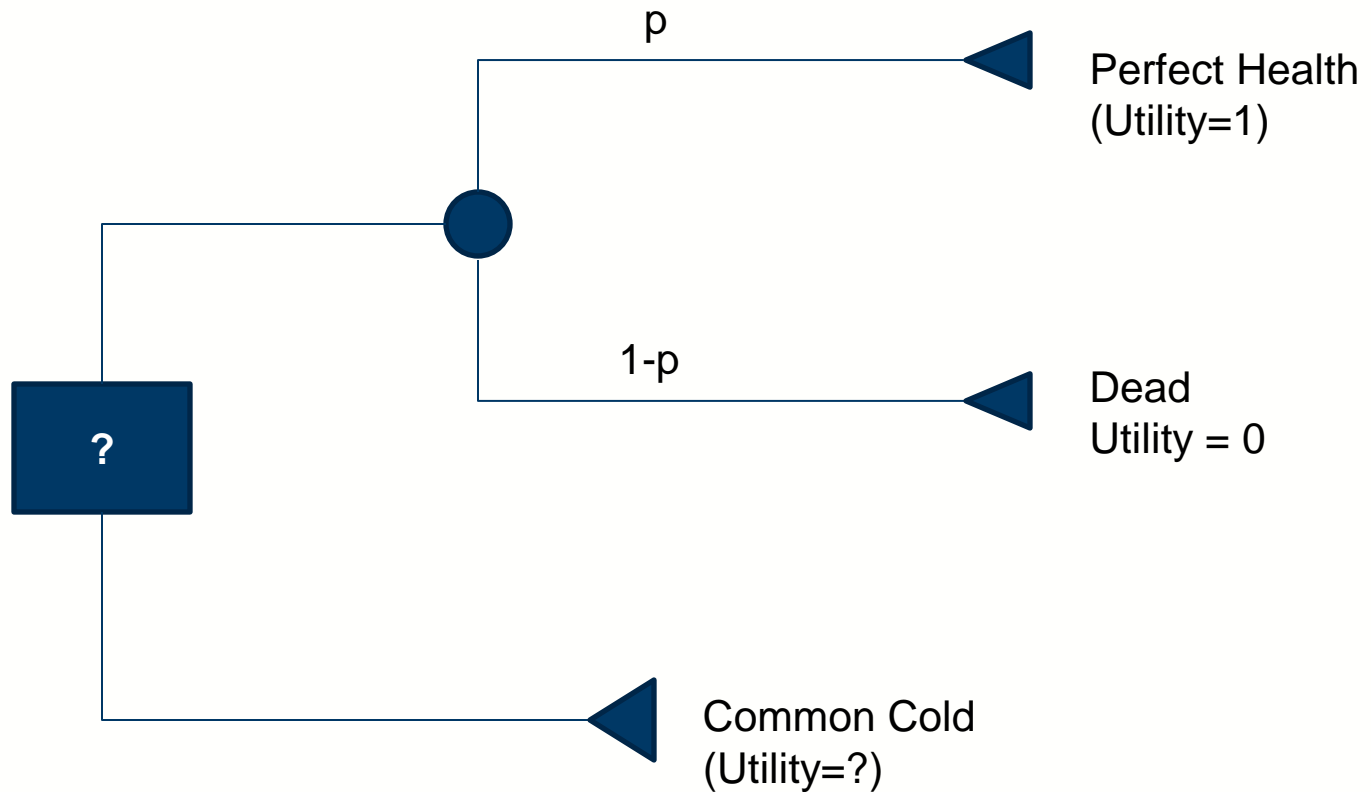 p
Perfect Health
(Utility=1)
1-p
Dead
Utility = 0
?
Common Cold
(Utility=?)